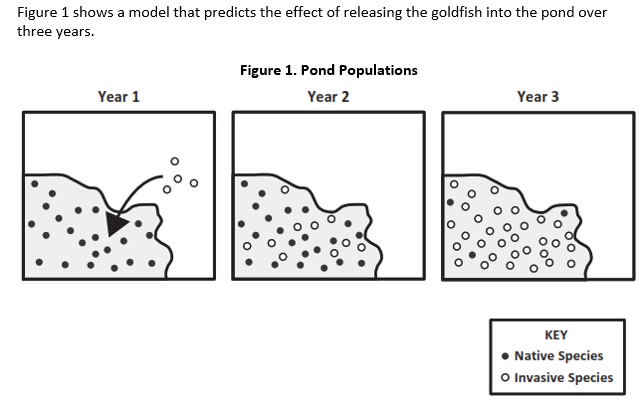 Figure 1 shows a model that predicts the effect of releasing the goldfish into the pond over
three years.
Figure 1. Pond Populations
Year 1
Year 2
Year 3
KEY
Native Species
Invasive Species